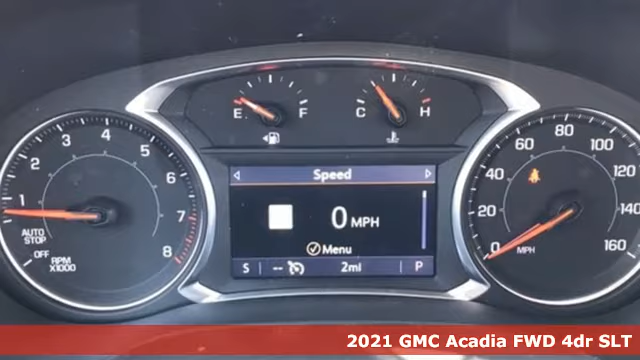 1 2 3 4 5 6 7 8
AUTO
STOP
OFF
RPM
X1000
E F
C H
Speed
0 MPH
Menu
S -- 2mi P
0 20 40 60 80 100 120 140 160
MPH
2021 GMC Acadia FWD 4dr SLT